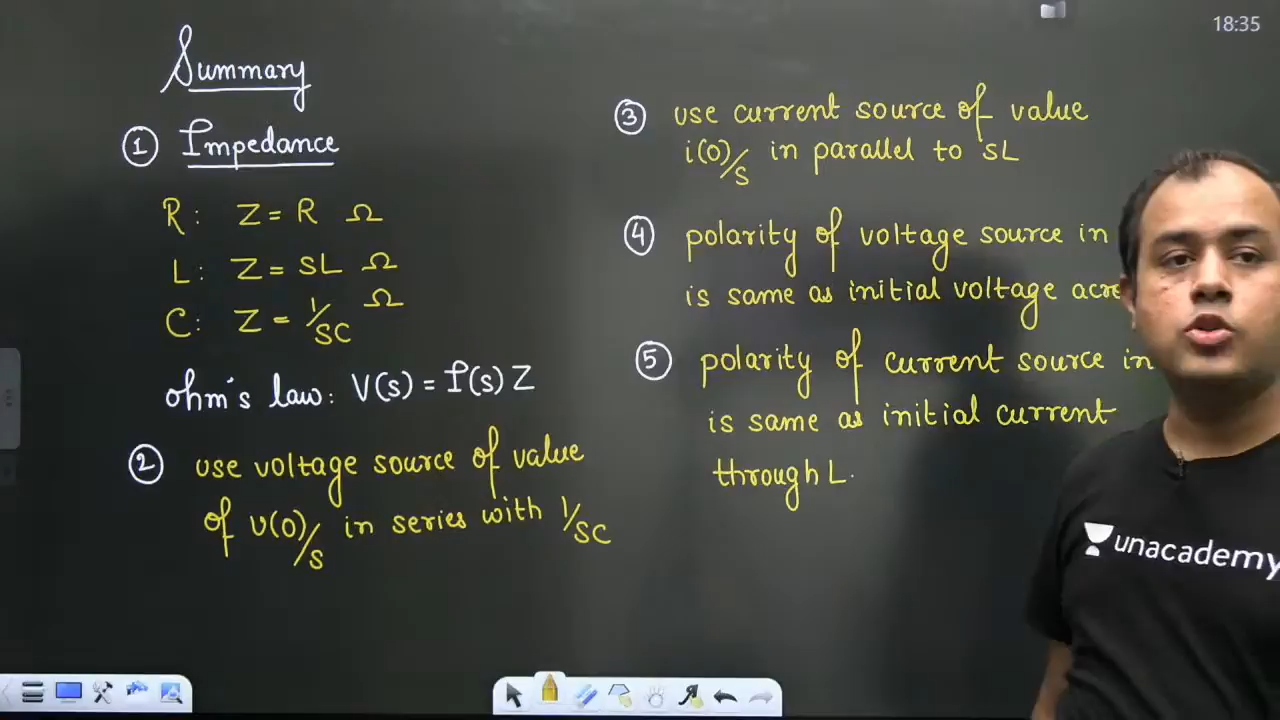 18:35
Summary
① Impedance
R: Z = R Ω
L: Z = SL Ω
C: Z = 1/SC Ω
ohm's law: V(s) = I(s) Z
② use voltage source of value
of v(0)/s in series with 1/SC
③ use current source of value
i(0)/s in parallel to SL
④ polarity of voltage source in
is same as initial voltage
⑤ polarity of current source in
is same as initial current
through L.
unacademy